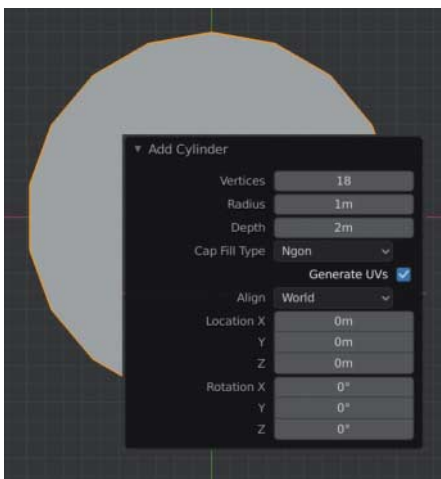 Add Cylinder
Vertices 18
Radius 1m
Depth 2m
Cap Fill Type Ngon
Generate UVs
Align World
Location X 0m
Y 0m
Z 0m
Rotation X 0°
Y 0°
Z 0°